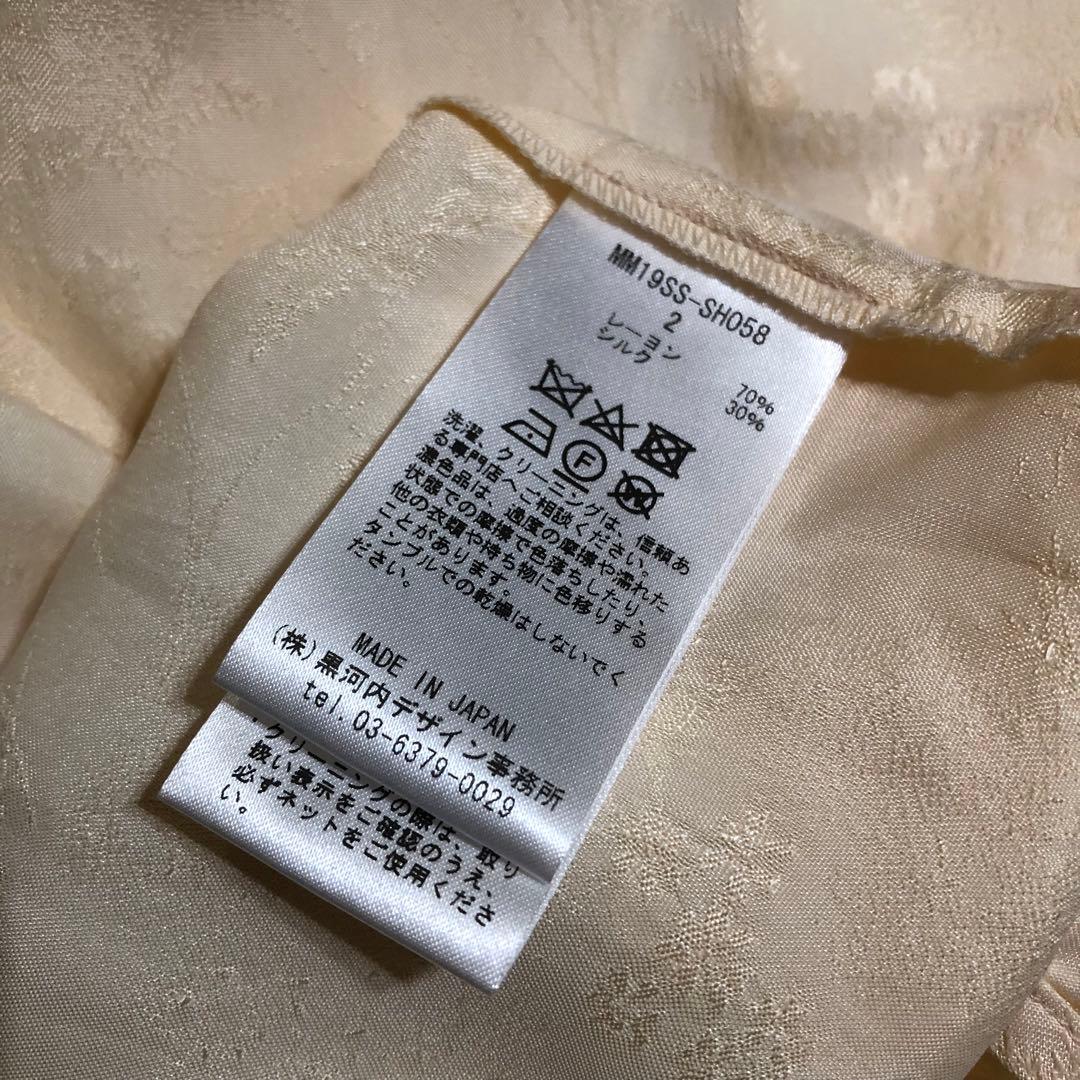 MM19SS-SH058
2
レーヨン 70%
シルク 30%
F
W
洗濯、クリーニングは、信頼あ
る専門店へご相談ください。
濃色品は、過度の摩擦や濡れた
状態での摩擦で色落ちしたり、
他の衣類や持ち物に色移りする
ことがあります。
タンブルでの乾燥はしないでく
ださい。
MADE IN JAPAN
(株)黒河内デザイン事務所
tel.03-6379-0029
・クリーニングの際は、取り
扱い表示をご確認のうえ、
必ずネットをご使用くださ
い。